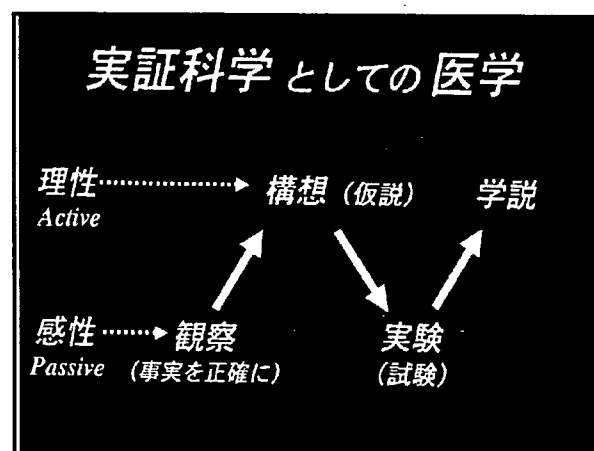 実証科学としての医学
理性 構想（仮説） 学説
Active
感性 観察 実験
Passive （事実を正確に） （試験）